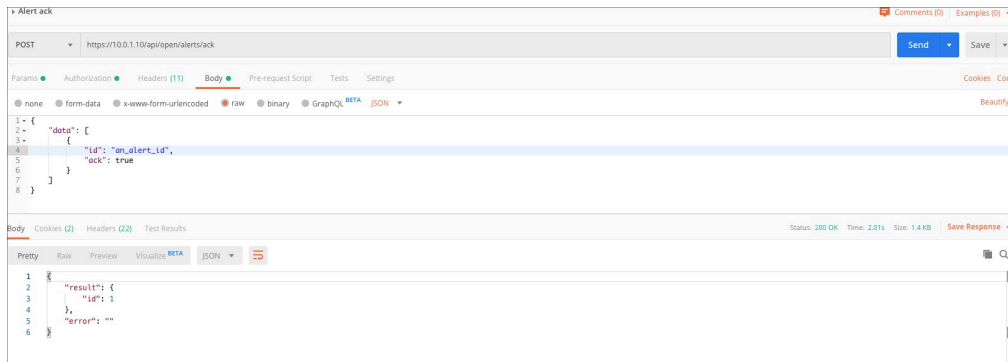 Alert ack Comments (0) Examples (0)
POST https://10.0.1.10/api/open/alerts/ack Send Save
Params Authorization Headers (11) Body Pre-request Script Tests Settings Cookies
none form-data x-www-form-urlencoded raw binary GraphQL BETA JSON Beautify
1 {
2 "data": [
3 {
4 "id": "an_alert_id",
5 "ack": true
6 }
7 ]
8 }
Body Cookies (2) Headers (22) Test Results Status: 200 OK Time: 2.01s Size: 1.4 KB Save Response
Pretty Raw Preview Visualize BETA JSON
1 {
2 "result": {
3 "id": 1
4 },
5 "error": ""
6 }